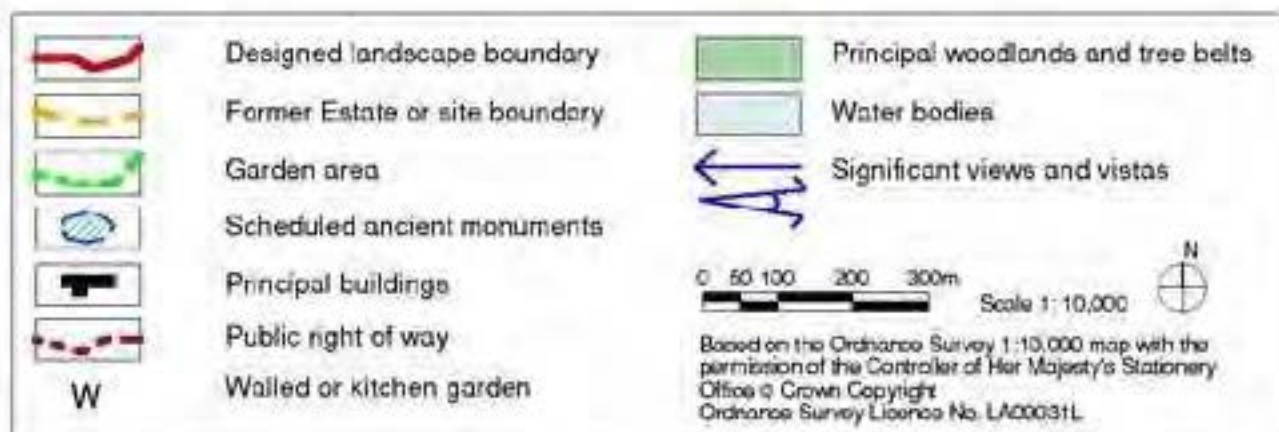 Designed landscape boundary
Former Estate or site boundary
Garden area
Scheduled ancient monuments
Principal buildings
Public right of way
W Walled or kitchen garden
Principal woodlands and tree belts
Water bodies
Significant views and vistas
N
0 50 100 200 300m
Scale 1:10,000
Based on the Ordnance Survey 1:10,000 map with the
permission of the Controller of Her Majesty's Stationery
Office © Crown Copyright
Ordnance Survey Licence No. LA00031L